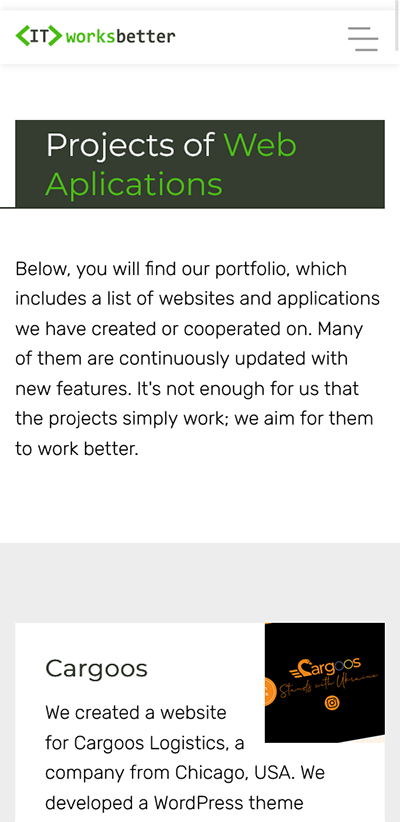 <IT> worksbetter
Projects of Web
Aplications
Below, you will find our portfolio, which
includes a list of websites and applications
we have created or cooperated on. Many
of them are continuously updated with
new features. It's not enough for us that
the projects simply work; we aim for them
to work better.
Cargoos
Cargoos
Stands with Ukraine
We created a website
for Cargoos Logistics, a
company from Chicago, USA. We
developed a WordPress theme